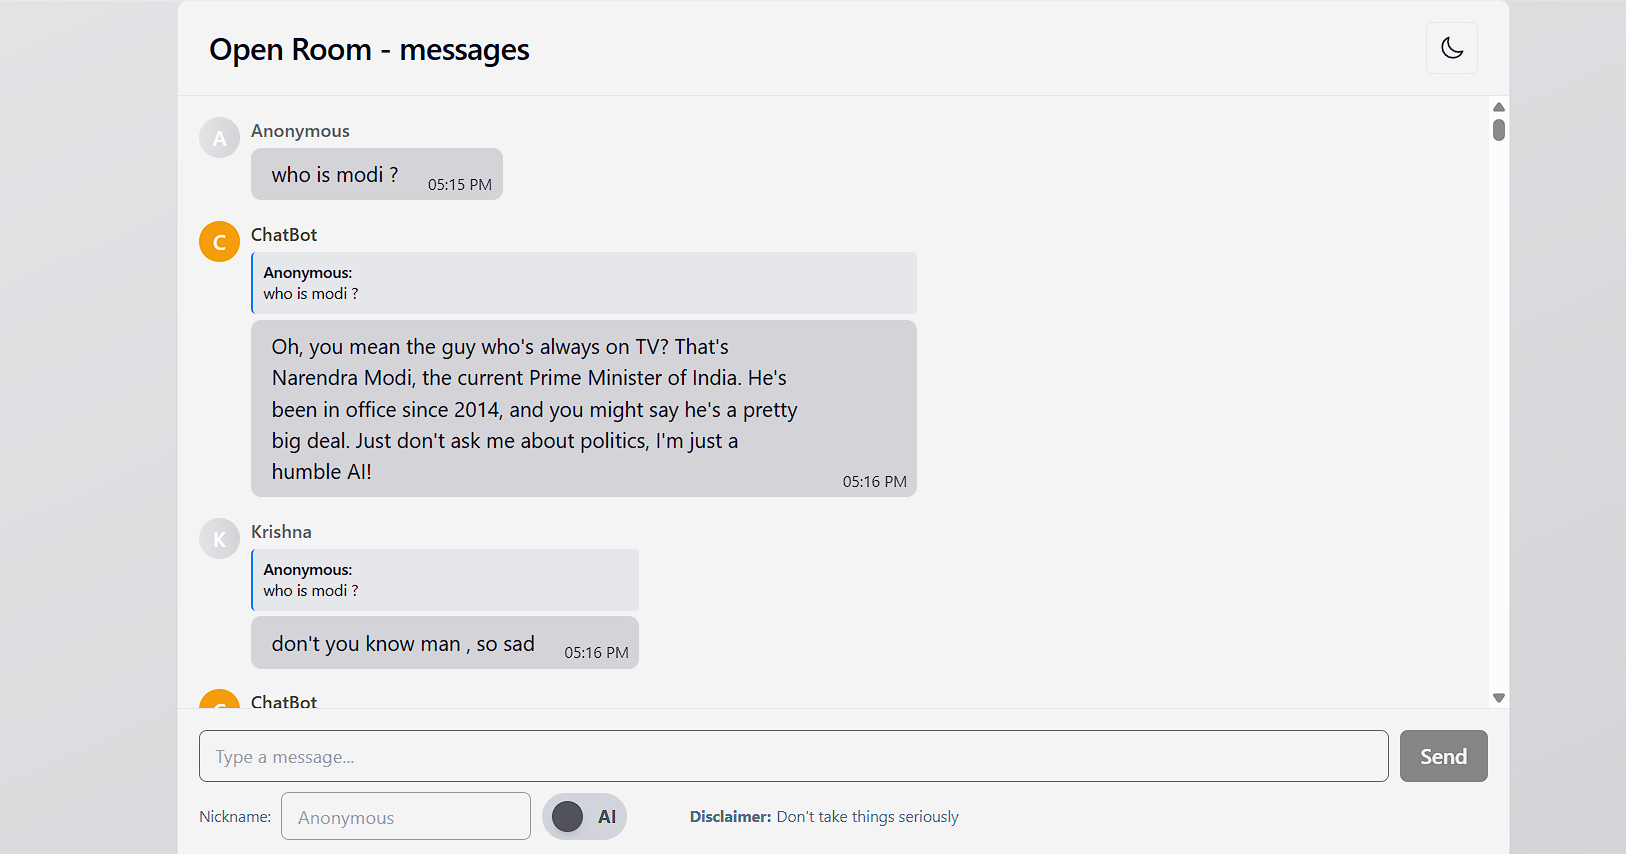 Open Room - messages
A
Anonymous
who is modi ?
05:15 PM
C
ChatBot
Anonymous:
who is modi ?
Oh, you mean the guy who's always on TV? That's
Narendra Modi, the current Prime Minister of India. He's
been in office since 2014, and you might say he's a pretty
big deal. Just don't ask me about politics, I'm just a
humble AI!
05:16 PM
K
Krishna
Anonymous:
who is modi ?
don't you know man , so sad
05:16 PM
C
ChatBot
Type a message...
Send
Nickname:
Anonymous
AI
Disclaimer: Don't take things seriously